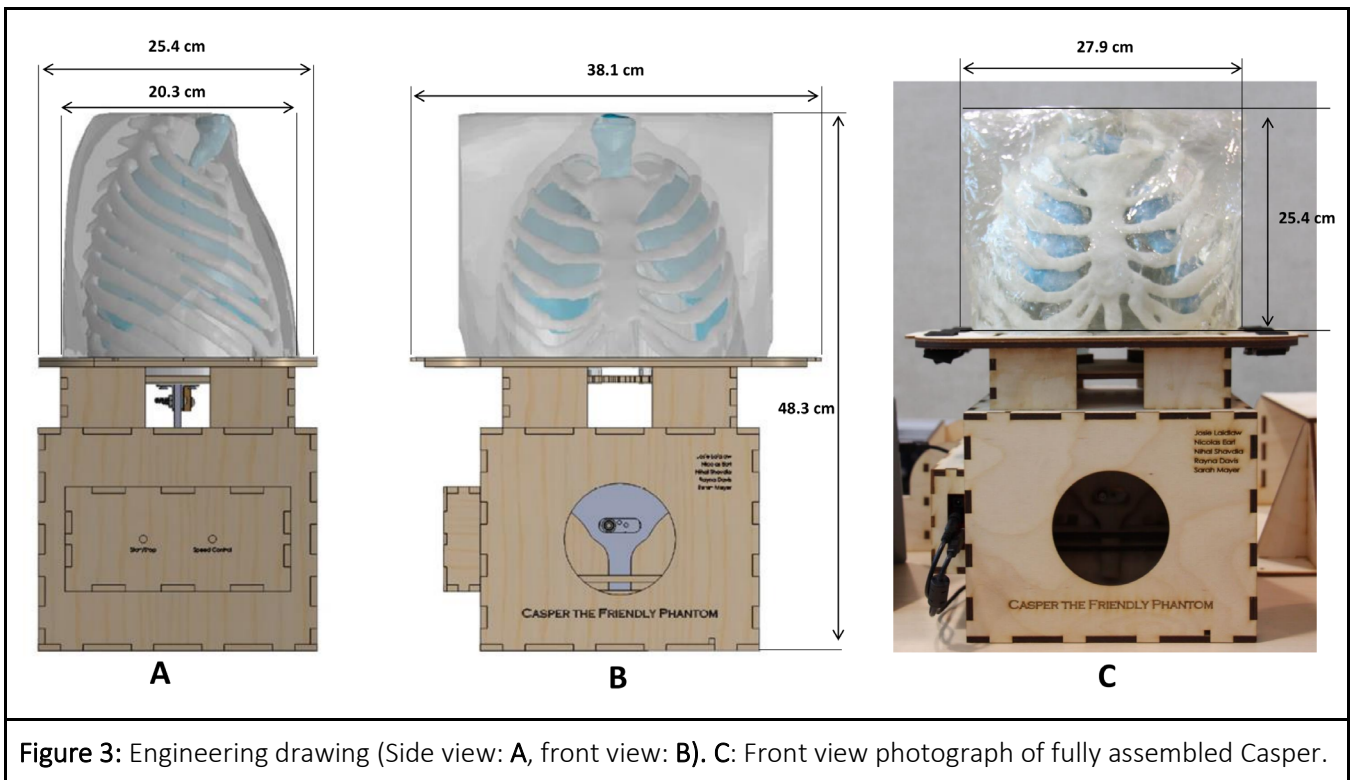 25.4 cm
20.3 cm
38.1 cm
27.9 cm
25.4 cm
48.3 cm
Josie Laidlaw
Nicolas Earl
Nihal Shavdia
Rayna Davis
Sarah Mayer
Josie Laidlaw
Nicolas Earl
Nihal Shavdia
Rayna Davis
Sarah Mayer
Start/Stop
Speed Control
CASPER THE FRIENDLY PHANTOM
CASPER THE FRIENDLY PHANTOM
A
B
C
Figure 3: Engineering drawing (Side view: A, front view: B). C: Front view photograph of fully assembled Casper.